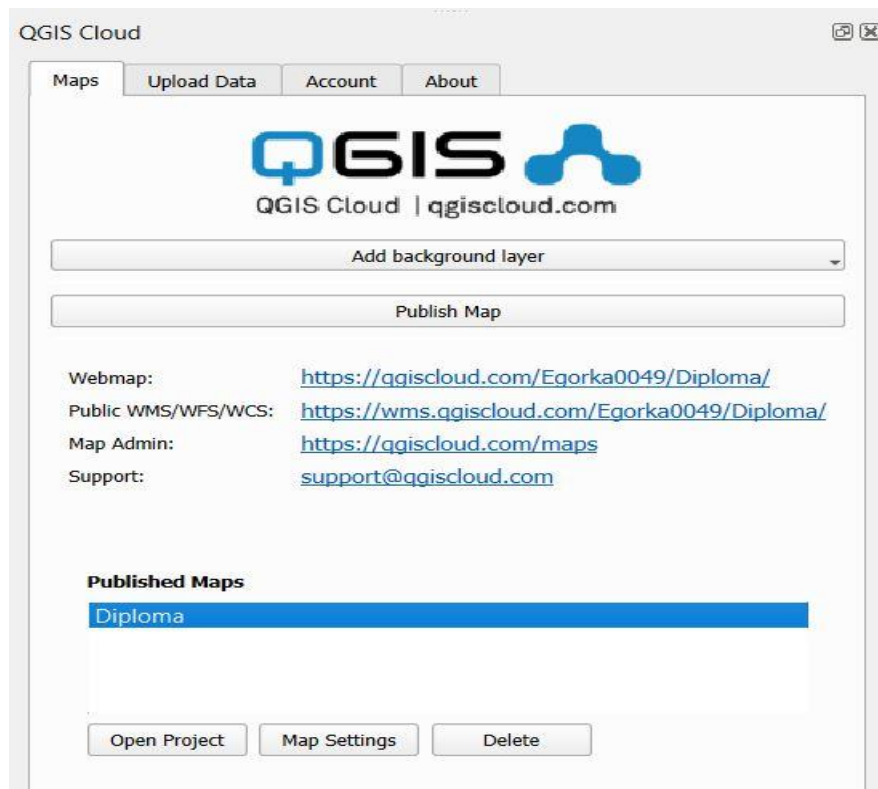 QGIS Cloud
Maps Upload Data Account About
QGIS
QGIS Cloud | qgiscloud.com
Add background layer
Publish Map
Webmap: https://qgiscloud.com/Egorka0049/Diploma/
Public WMS/WFS/WCS: https://wms.qgiscloud.com/Egorka0049/Diploma/
Map Admin: https://qgiscloud.com/maps
Support: support@qgiscloud.com
Published Maps
Diploma
Open Project Map Settings Delete